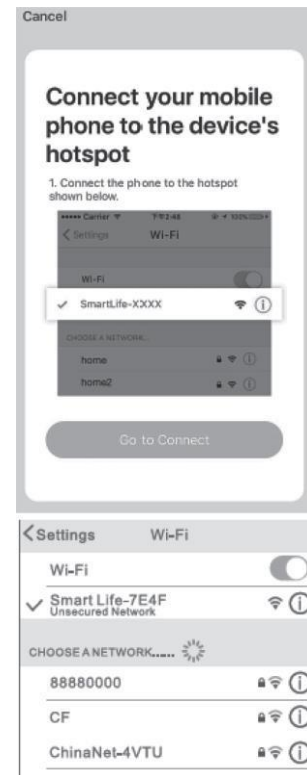 Cancel
Connect your mobile
phone to the device's
hotspot
1. Connect the phone to the hotspot
shown below.
Carrier 100%
Settings Wi-Fi
Wi-Fi
SmartLife-XXXX
CHOOSE A NETWORK...
home
home2
Go to Connect
Settings Wi-Fi
Wi-Fi
Smart Life-7E4F
Unsecured Network
CHOOSE A NETWORK......
88880000
CF
ChinaNet-4VTU